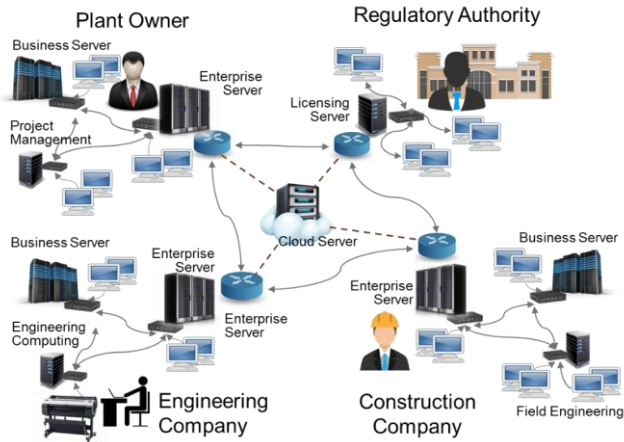 Plant Owner
Regulatory Authority
Business Server
Enterprise
Server
Licensing
Server
Project
Management
Cloud Server
Business Server
Enterprise
Server
Enterprise
Server
Engineering
Computing
Engineering
Company
Business Server
Enterprise
Server
Construction
Company
Field Engineering